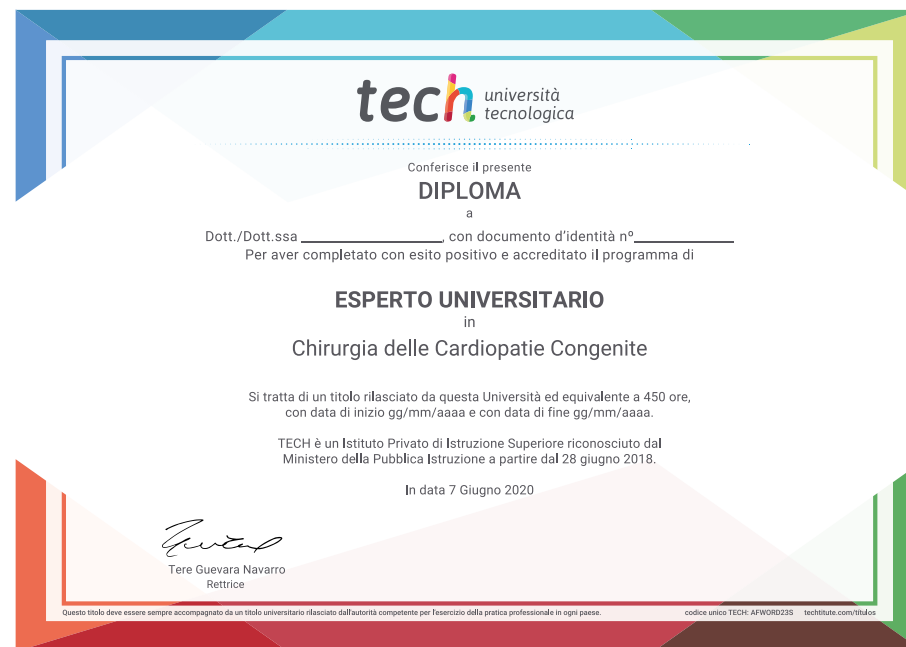 tech università
tecnologica
Conferisce il presente
DIPLOMA
a
Dott./Dott.ssa ____________________, con documento d'identità nº______________
Per aver completato con esito positivo e accreditato il programma di
ESPERTO UNIVERSITARIO
in
Chirurgia delle Cardiopatie Congenite
Si tratta di un titolo rilasciato da questa Università ed equivalente a 450 ore,
con data di inizio gg/mm/aaaa e con data di fine gg/mm/aaaa.
TECH è un Istituto Privato di Istruzione Superiore riconosciuto dal
Ministero della Pubblica Istruzione a partire dal 28 giugno 2018.
In data 7 Giugno 2020
Tere Guevara Navarro
Rettrice
Questo titolo deve essere sempre accompagnato da un titolo universitario rilasciato dall'autorità competente per l'esercizio della pratica professionale in ogni paese. codice unico TECH: AFWORD23S techtitute.com/titulos